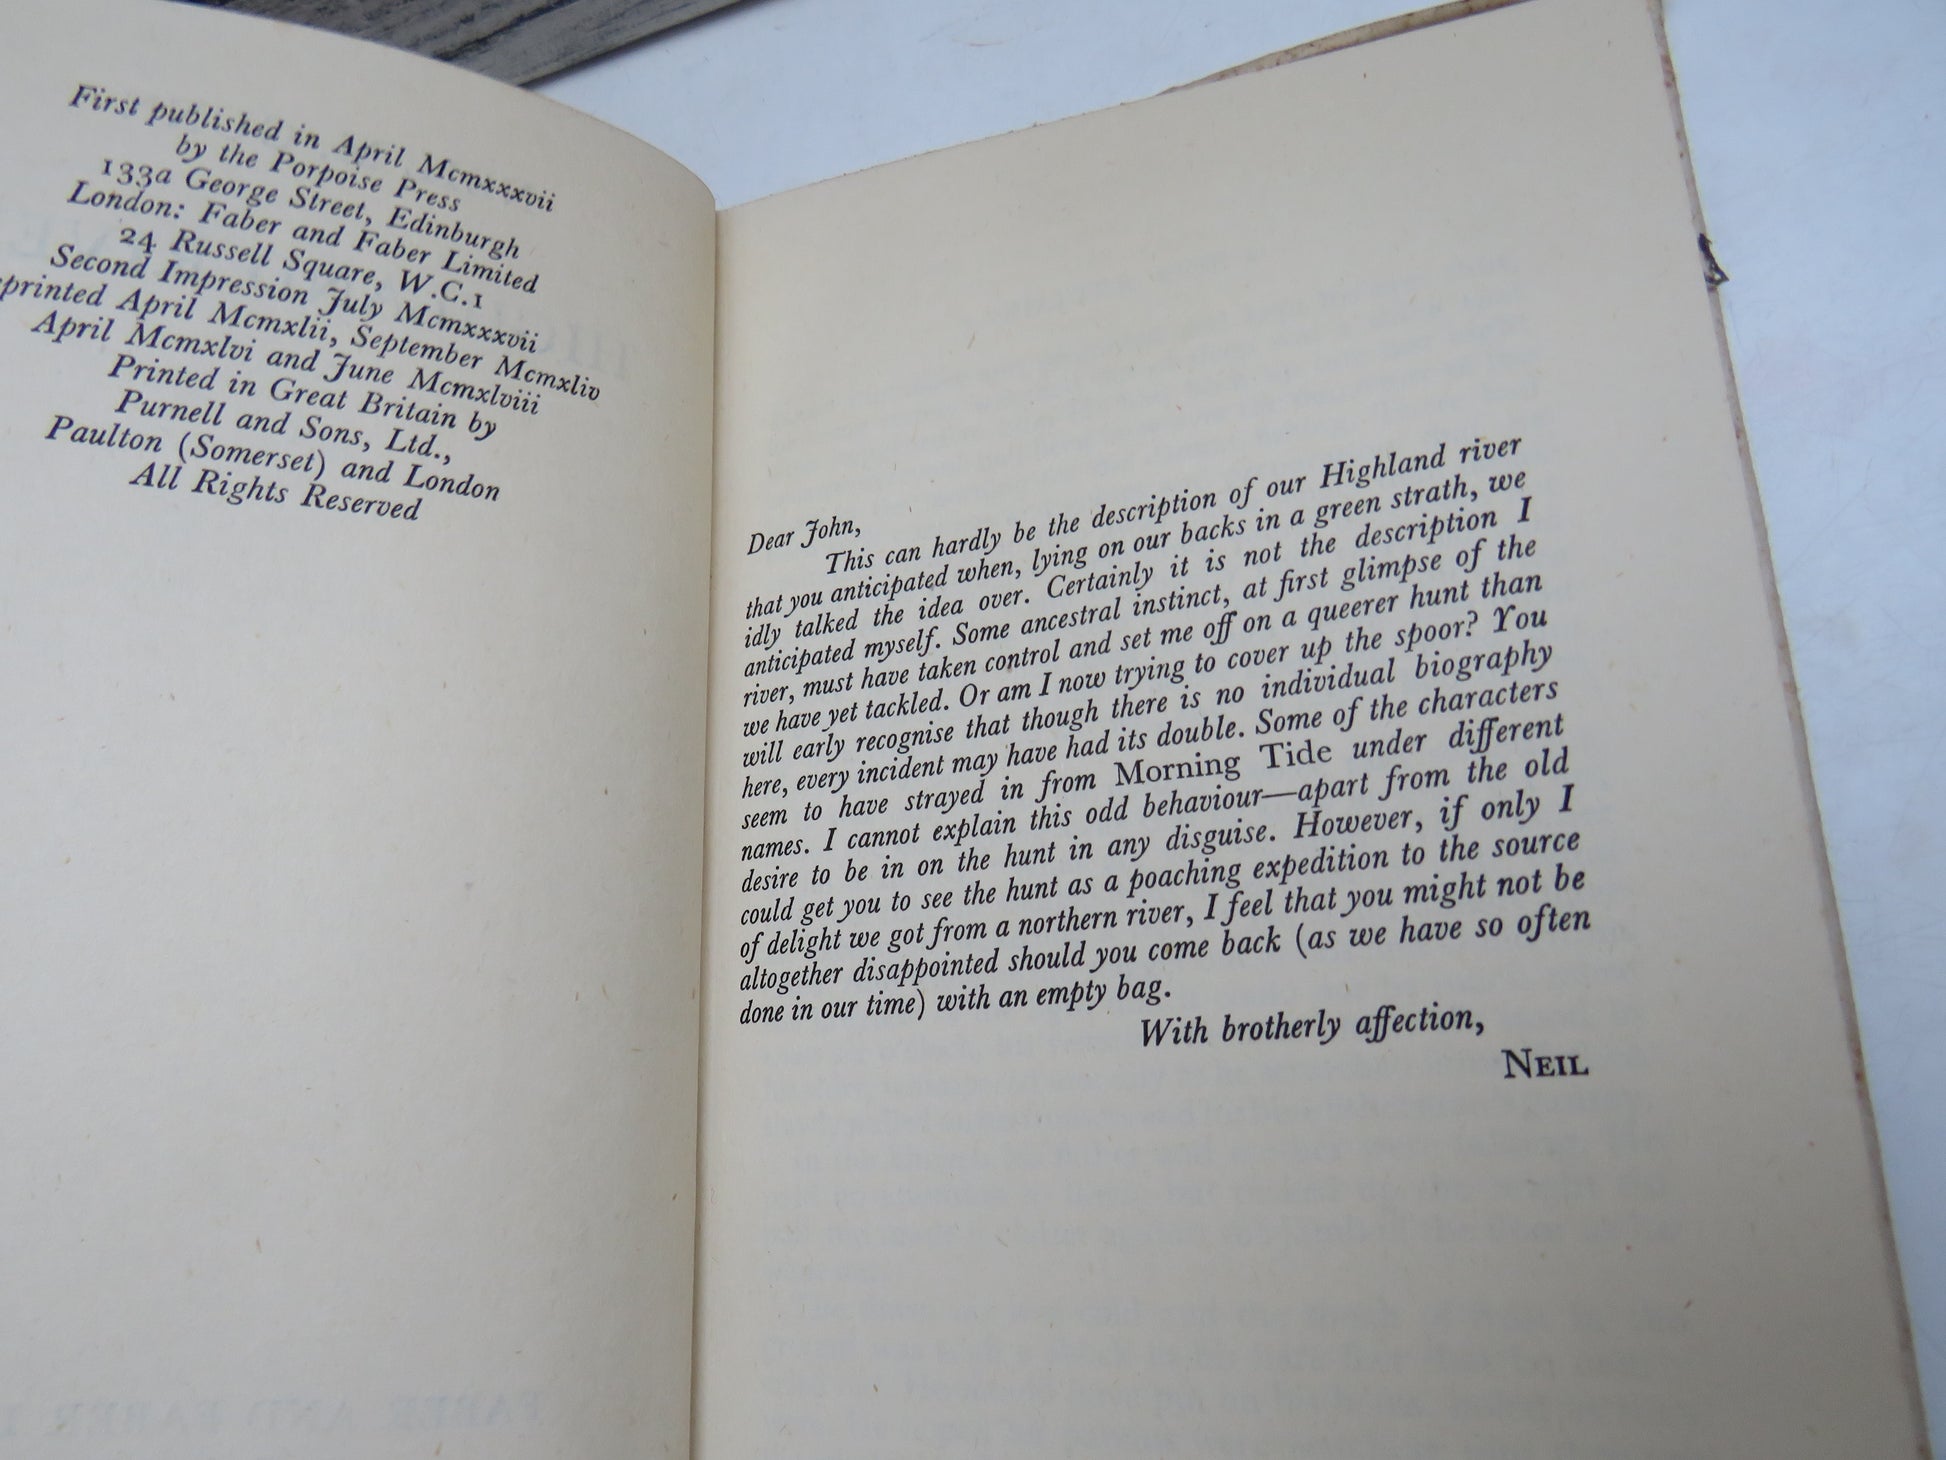 First published in April Mcmxxxvii
by the Porpoise Press
133a George Street, Edinburgh
London: Faber and Faber Limited
24 Russell Square, W.C.1
Second Impression July Mcmxxxvii
printed April Mcmxlii, September Mcmxliv
April Mcmxlvi and June Mcmxlviii
Printed in Great Britain by
Purnell and Sons, Ltd.,
Paulton (Somerset) and London
All Rights Reserved
Dear John,
This can hardly be the description of our Highland river
that you anticipated when, lying on our backs in a green strath, we
idly talked the idea over. Certainly it is not the description I
anticipated myself. Some ancestral instinct, at first glimpse of the
river, must have taken control and set me off on a queerer hunt than
we have yet tackled. Or am I now trying to cover up the spoor? You
will early recognise that though there is no individual biography
here, every incident may have had its double. Some of the characters
seem to have strayed in from Morning Tide under different
names. I cannot explain this odd behaviour—apart from the old
desire to be in on the hunt in any disguise. However, if only I
could get you to see the hunt as a poaching expedition to the source
of delight we got from a northern river, I feel that you might not be
altogether disappointed should you come back (as we have so often
done in our time) with an empty bag.
With brotherly affection,
NEIL